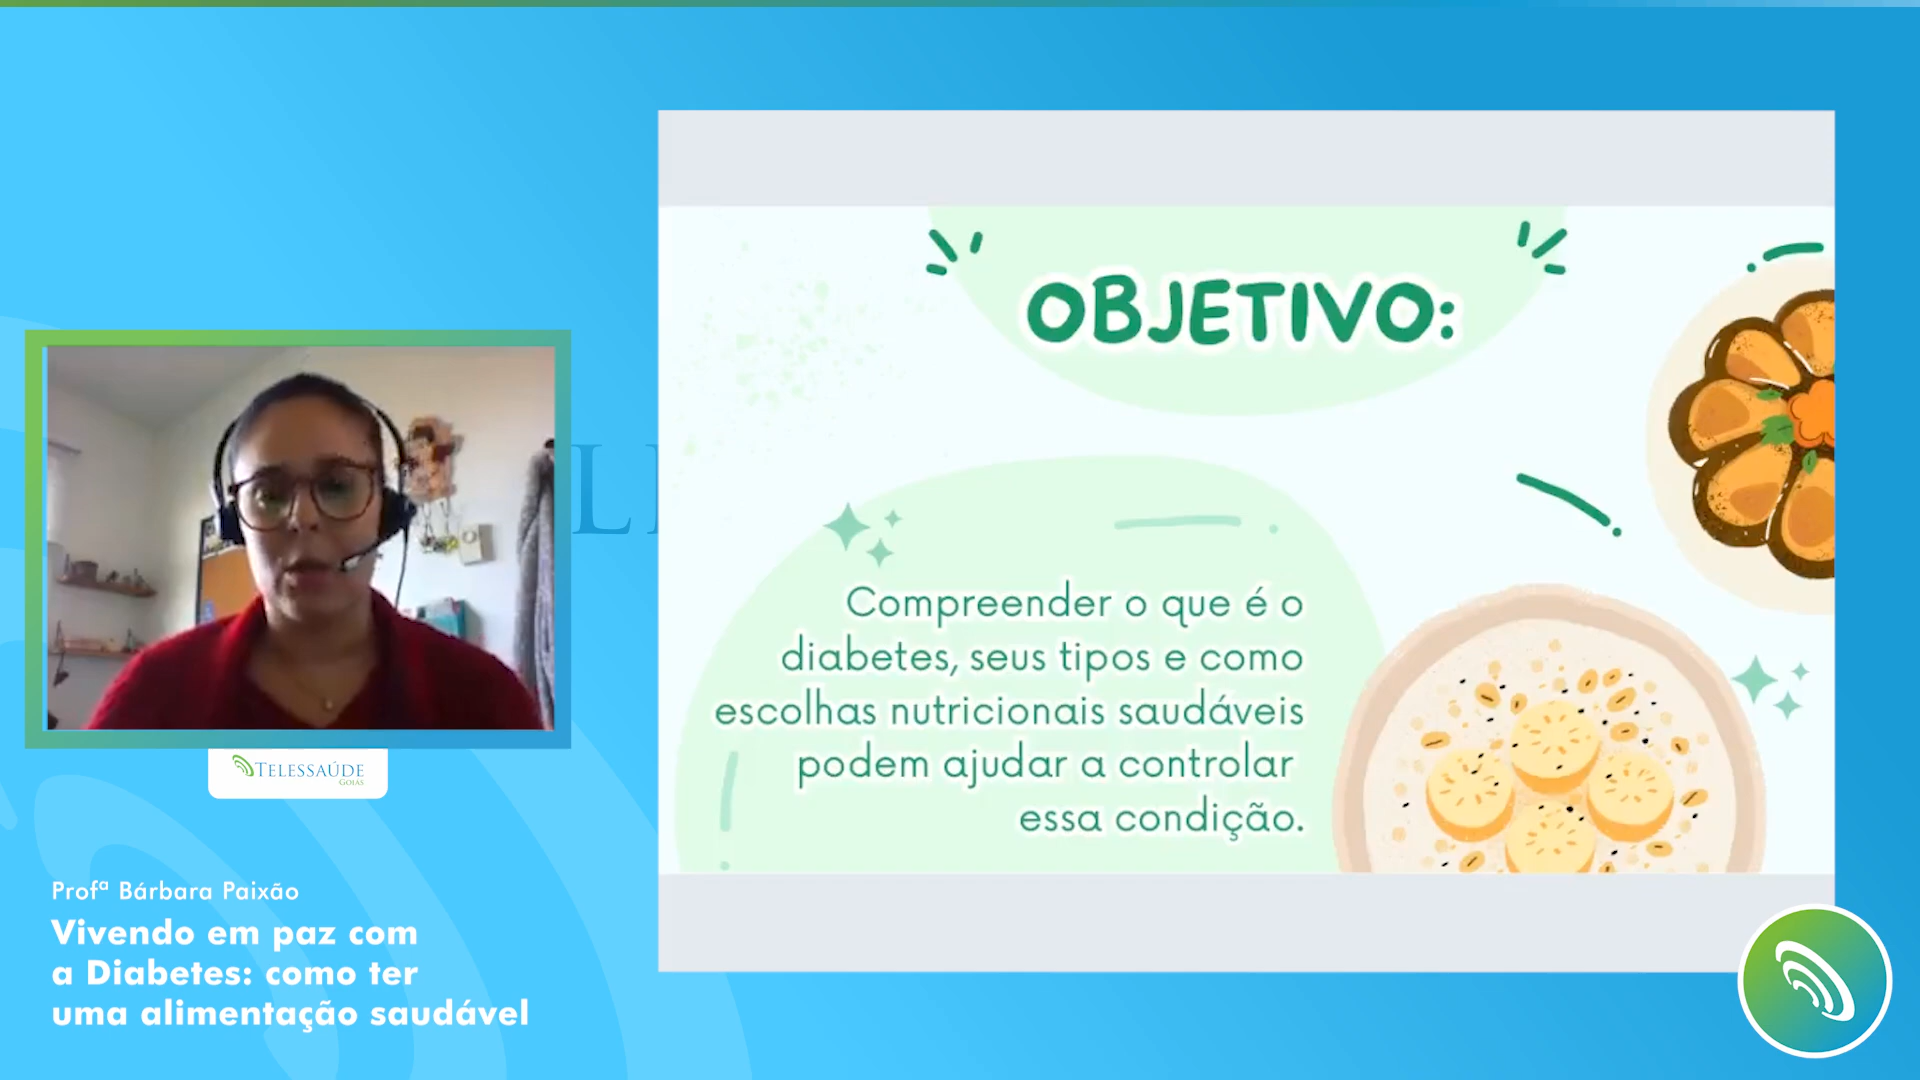 OBJETIVO:
Compreender o que é o
diabetes, seus tipos e como
escolhas nutricionais saudáveis
podem ajudar a controlar
essa condição.
TELESSAÚDE
GOIÁS
Profª Bárbara Paixão
Vivendo em paz com
a Diabetes: como ter
uma alimentação saudável